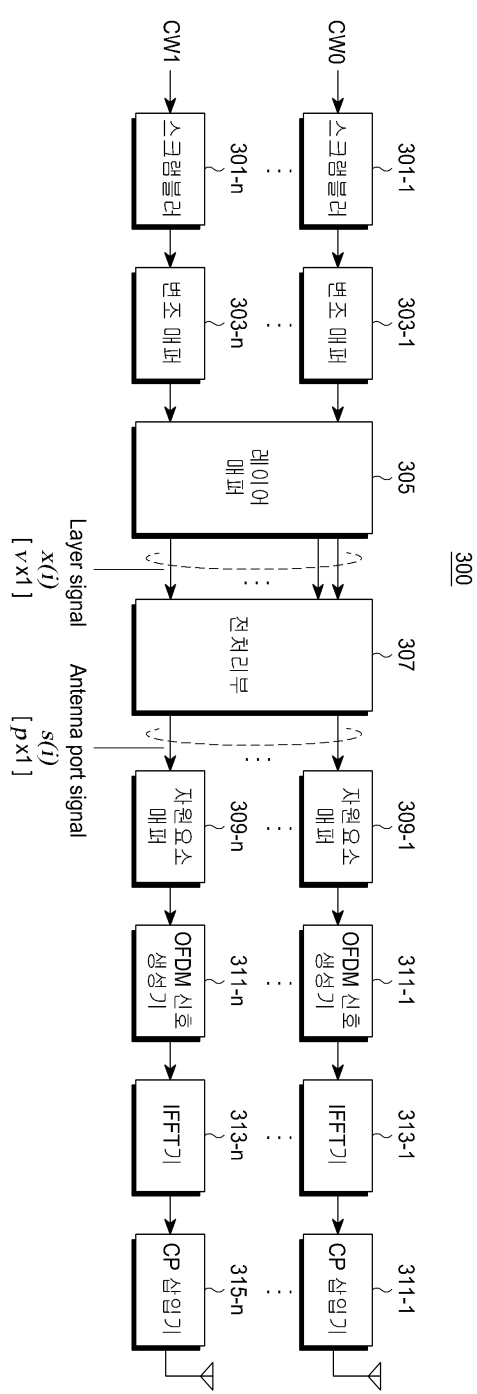 300
CW0
301-1
스크램블러
303-1
변조 매퍼
CW1
301-n
스크램블러
303-n
변조 매퍼
305
레이어
매퍼
Layer signal
x(i)
[ v x1 ]
307
전처리부
Antenna port signal
s(i)
[ p x1 ]
309-1
자원요소
매퍼
311-1
OFDM 신호
생성기
313-1
IFFT기
311-1
CP 삽입기
309-n
자원요소
매퍼
311-n
OFDM 신호
생성기
313-n
IFFT기
315-n
CP 삽입기